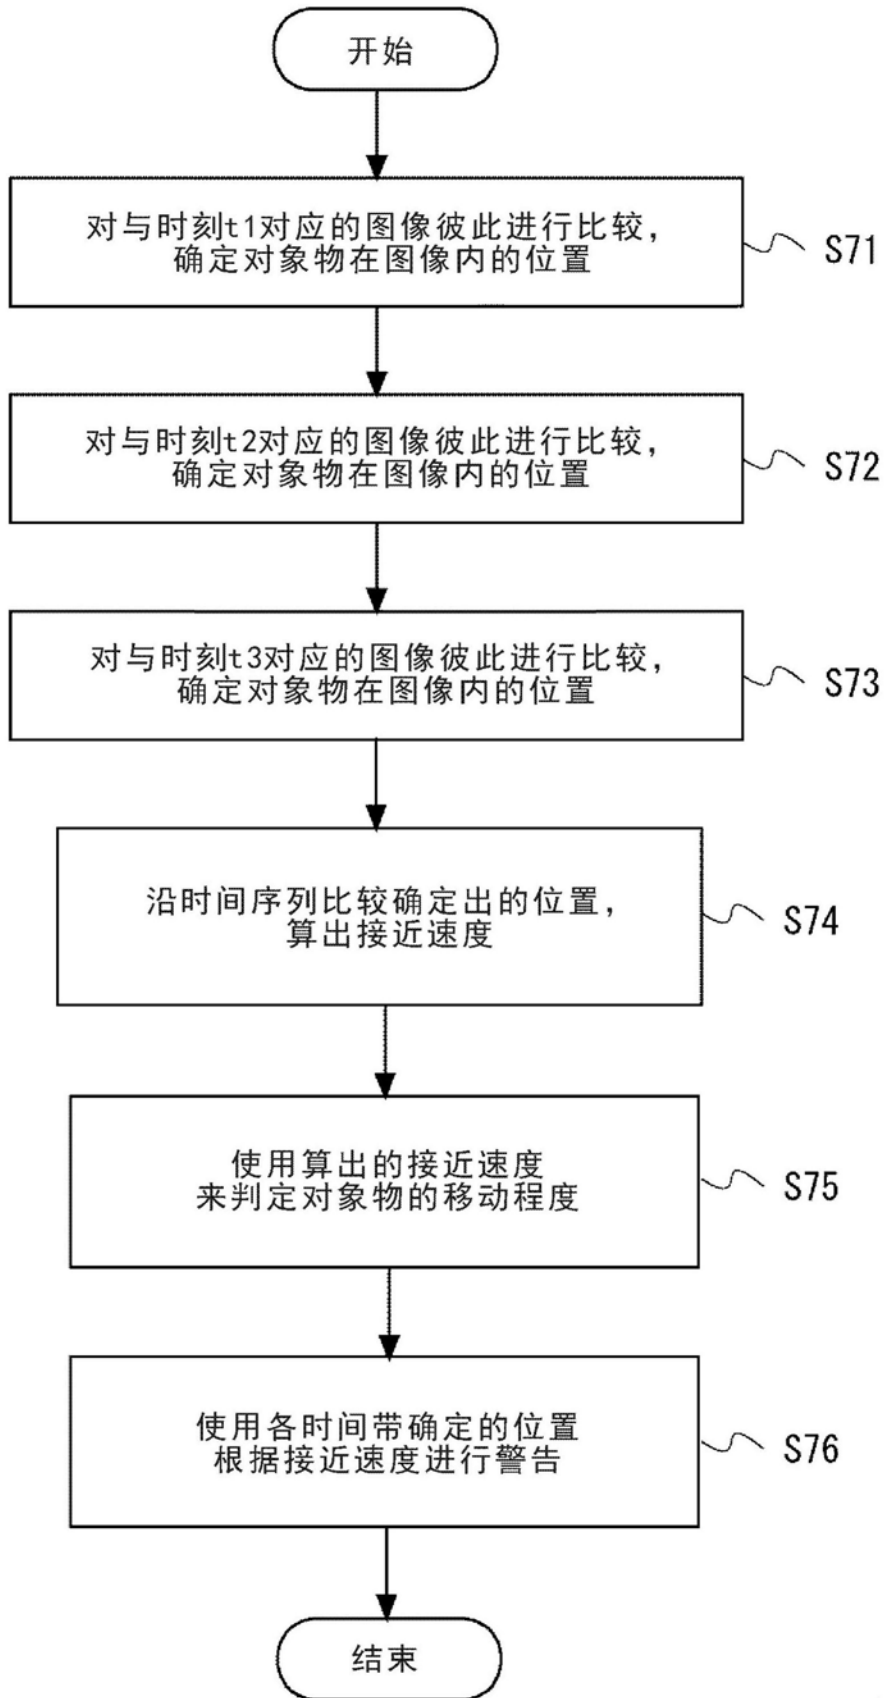 开始
对与时刻t1对应的图像彼此进行比较，
确定对象物在图像内的位置
S71
对与时刻t2对应的图像彼此进行比较，
确定对象物在图像内的位置
S72
对与时刻t3对应的图像彼此进行比较，
确定对象物在图像内的位置
S73
沿时间序列比较确定出的位置，
算出接近速度
S74
使用算出的接近速度
来判定对象物的移动程度
S75
使用各时间带确定的位置
根据接近速度进行警告
S76
结束